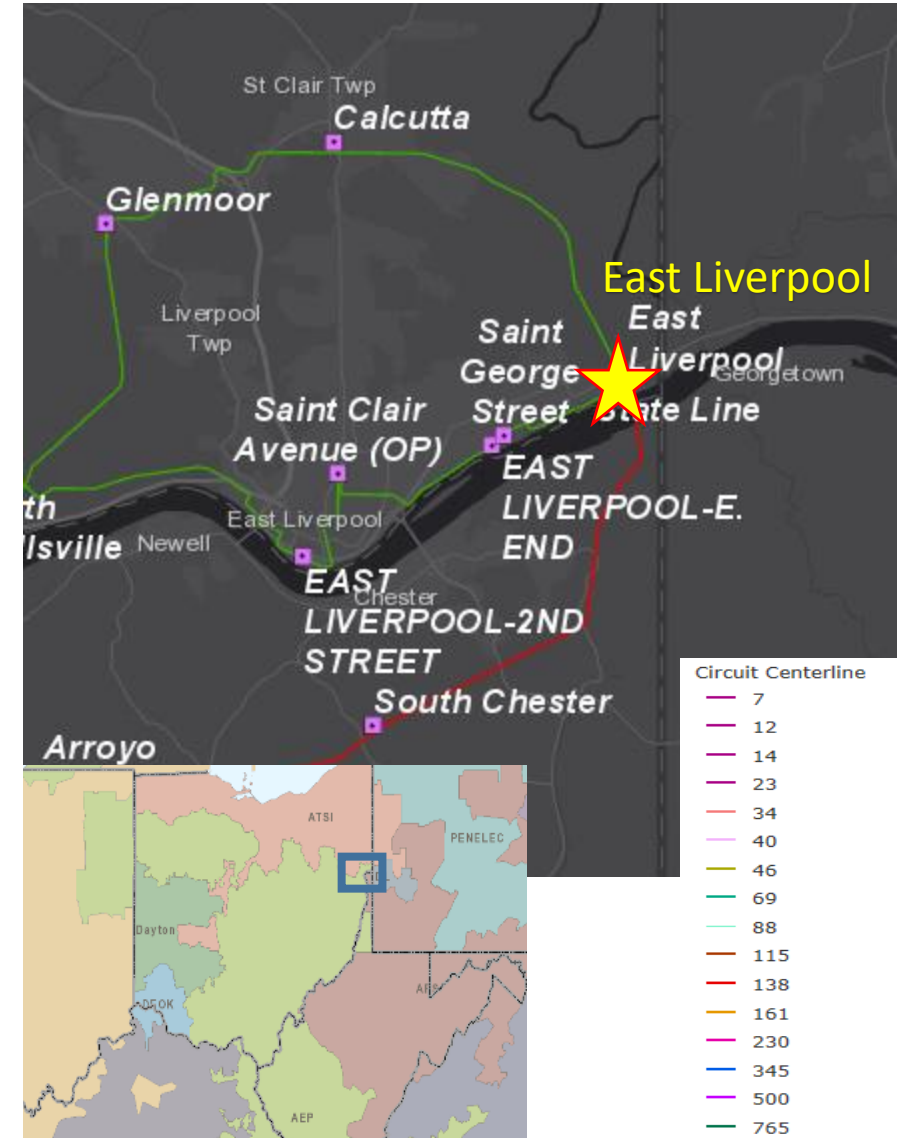 St Clair Twp
Calcutta
Glenmoor
East Liverpool
Liverpool
Twp
East
Liverpool
State Line
Georgetown
Saint
George
Street
Saint Clair
Avenue (OP)
EAST
LIVERPOOL-E.
END
th
llsville
Newell
East Liverpool
EAST
LIVERPOOL-2ND
STREET
Chester
South Chester
Arroyo
Circuit Centerline
7
12
14
23
34
40
46
69
88
115
138
161
230
345
500
765
ATSI
PENELEC
Dayton
DEOK
AEP